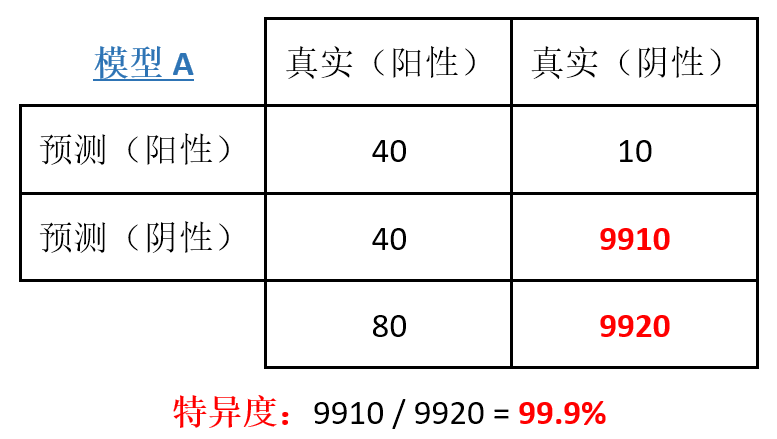 模型 A 真实（阳性） 真实（阴性）
预测（阳性） 40 10
预测（阴性） 40 9910
80 9920
特异度：9910 / 9920 = 99.9%